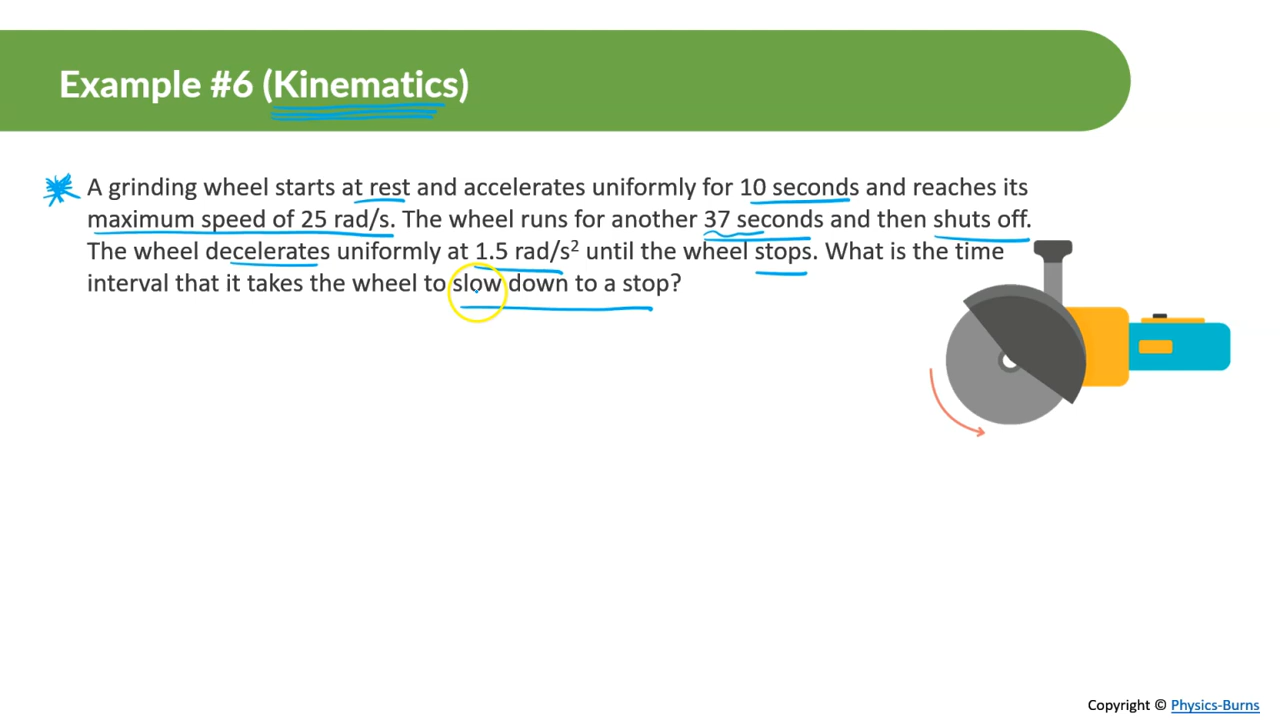 Example #6 (Kinematics)
A grinding wheel starts at rest and accelerates uniformly for 10 seconds and reaches its
maximum speed of 25 rad/s. The wheel runs for another 37 seconds and then shuts off.
The wheel decelerates uniformly at 1.5 rad/s² until the wheel stops. What is the time
interval that it takes the wheel to slow down to a stop?
Copyright © Physics-Burns